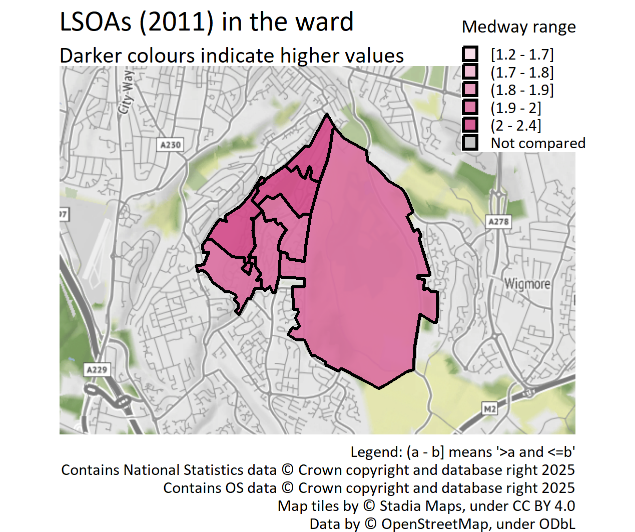 LSOAs (2011) in the ward
Darker colours indicate higher values
Medway range
[1.2 - 1.7]
(1.7 - 1.8]
(1.8 - 1.9]
(1.9 - 2]
(2 - 2.4]
Not compared
City Way
A230
97
A278
Wigmore
A229
M2
Legend: (a - b] means '>a and <=b'
Contains National Statistics data © Crown copyright and database right 2025
Contains OS data © Crown copyright and database right 2025
Map tiles by © Stadia Maps, under CC BY 4.0
Data by © OpenStreetMap, under ODbL